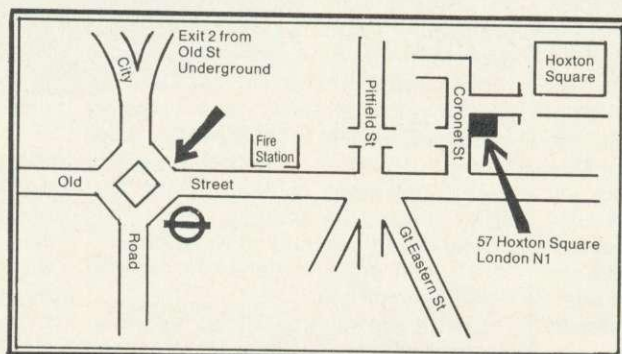 Exit 2 from
Old St
Underground
City
Hoxton
Square
Pitfield St
Coronet St
Fire
Station
Old
Street
57 Hoxton Square
London N1
Road
Gt Eastern St